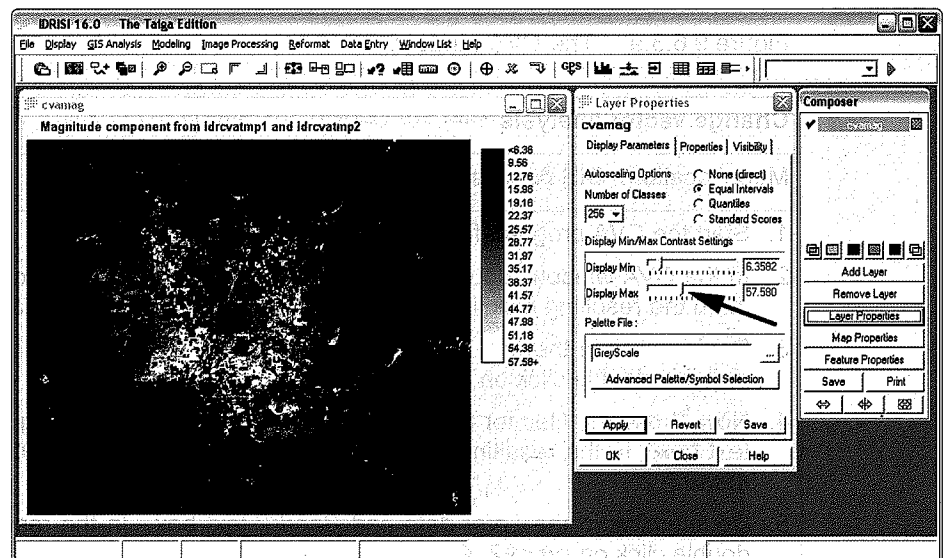 IDRISI 16.0 The Taiga Edition
File Display GIS Analysis Modeling Image Processing Reformat Data Entry Window List Help
GPS
cvamag
Magnitude component from idrcvatmp1 and idrcvatmp2
<6.36
9.56
12.76
15.96
19.16
22.37
25.57
28.77
31.97
35.17
38.37
41.57
44.77
47.98
51.18
54.38
57.58+
Layer Properties
cvamag
Display Parameters Properties Visibility
Autoscaling Options
None (direct)
Equal Intervals
Quantiles
Standard Scores
Number of Classes
256
Display Min/Max Contrast Settings
Display Min 6.3582
Display Max 57.580
Palette File :
GreyScale ...
Advanced Palette/Symbol Selection
Apply Revert Save
OK Close Help
Composer
cvamag
Add Layer
Remove Layer
Layer Properties
Map Properties
Feature Properties
Save Print